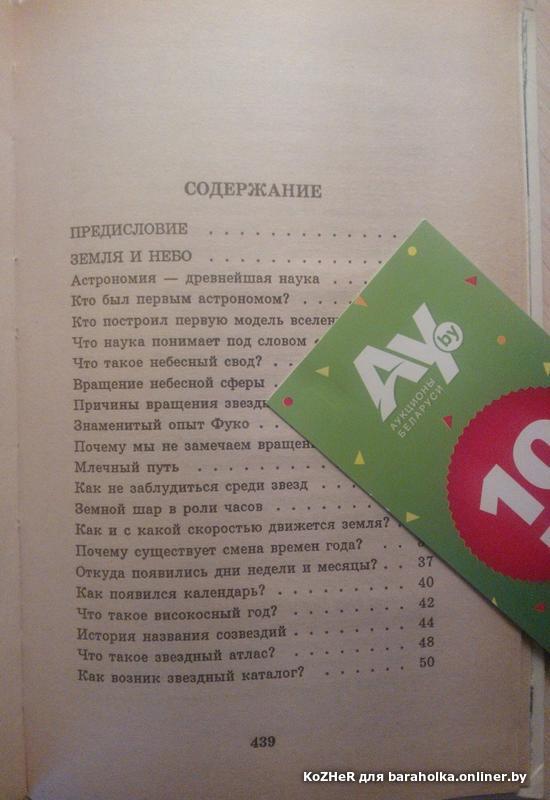 СОДЕРЖАНИЕ
ПРЕДИСЛОВИЕ . . . . . . . . . . . .
ЗЕМЛЯ И НЕБО . . . . . . . . . .
Астрономия — древнейшая наука . . .
Кто был первым астрономом? . . .
Кто построил первую модель вселен
Что наука понимает под словом
Что такое небесный свод? . . .
Вращение небесной сферы . .
Причины вращения
Знаменитый опыт Фуко . .
Почему мы не замечаем
Млечный путь . . . . . . .
Как не заблудиться среди звезд . . .
Земной шар в роли часов . . . . . .
Как и с какой скоростью движется земля? .
Почему существует смена времен года? . .
Откуда появились дни недели и месяцы? . . 37
Как появился календарь? . . . . . . . . 40
Что такое високосный год? . . . . . . . 42
История названия созвездий . . . . . . . 44
Что такое звездный атлас? . . . . . . . 48
Как возник звездный каталог? . . . . . . 50
439
АУ by
АУКЦИОНЫ
БЕЛАРУСИ
10
KoZHeR для baraholka.onliner.by